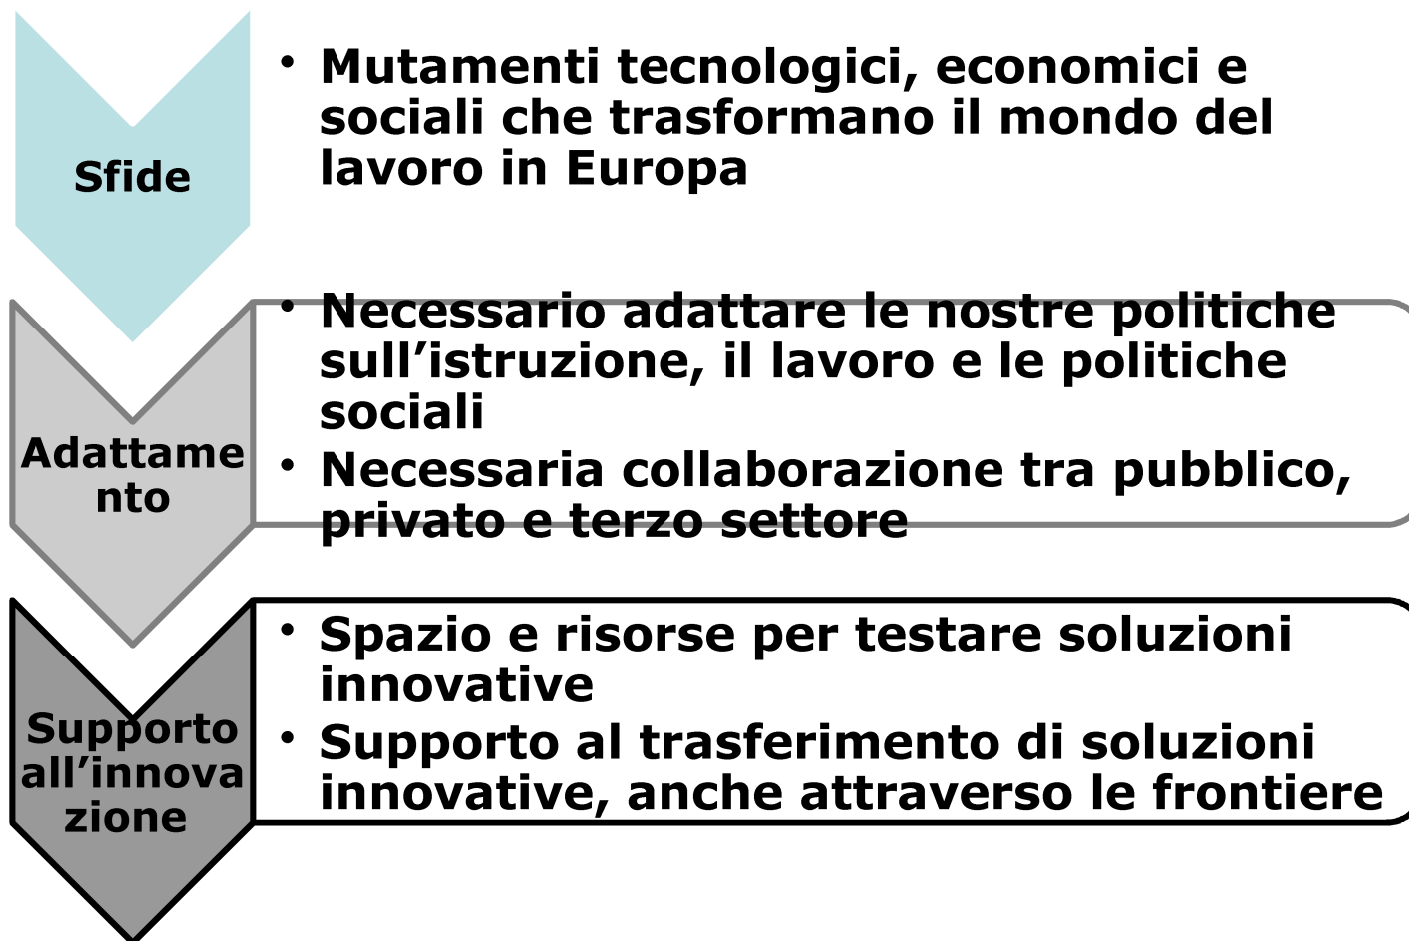 Sfide
• Mutamenti tecnologici, economici e
sociali che trasformano il mondo del
lavoro in Europa
Adattame
nto
• Necessario adattare le nostre politiche
sull’istruzione, il lavoro e le politiche
sociali
• Necessaria collaborazione tra pubblico,
privato e terzo settore
Supporto
all’innova
zione
• Spazio e risorse per testare soluzioni
innovative
• Supporto al trasferimento di soluzioni
innovative, anche attraverso le frontiere